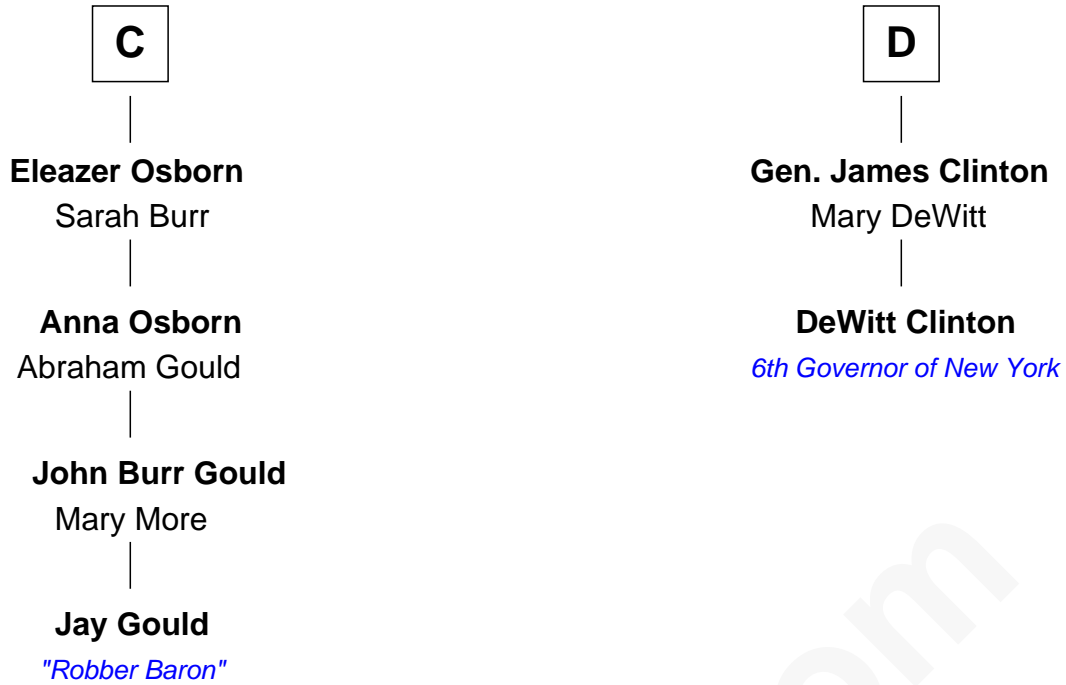 C
Eleazer Osborn
Sarah Burr
Anna Osborn
Abraham Gould
John Burr Gould
Mary More
Jay Gould
"Robber Baron"
D
Gen. James Clinton
Mary DeWitt
DeWitt Clinton
6th Governor of New York
om